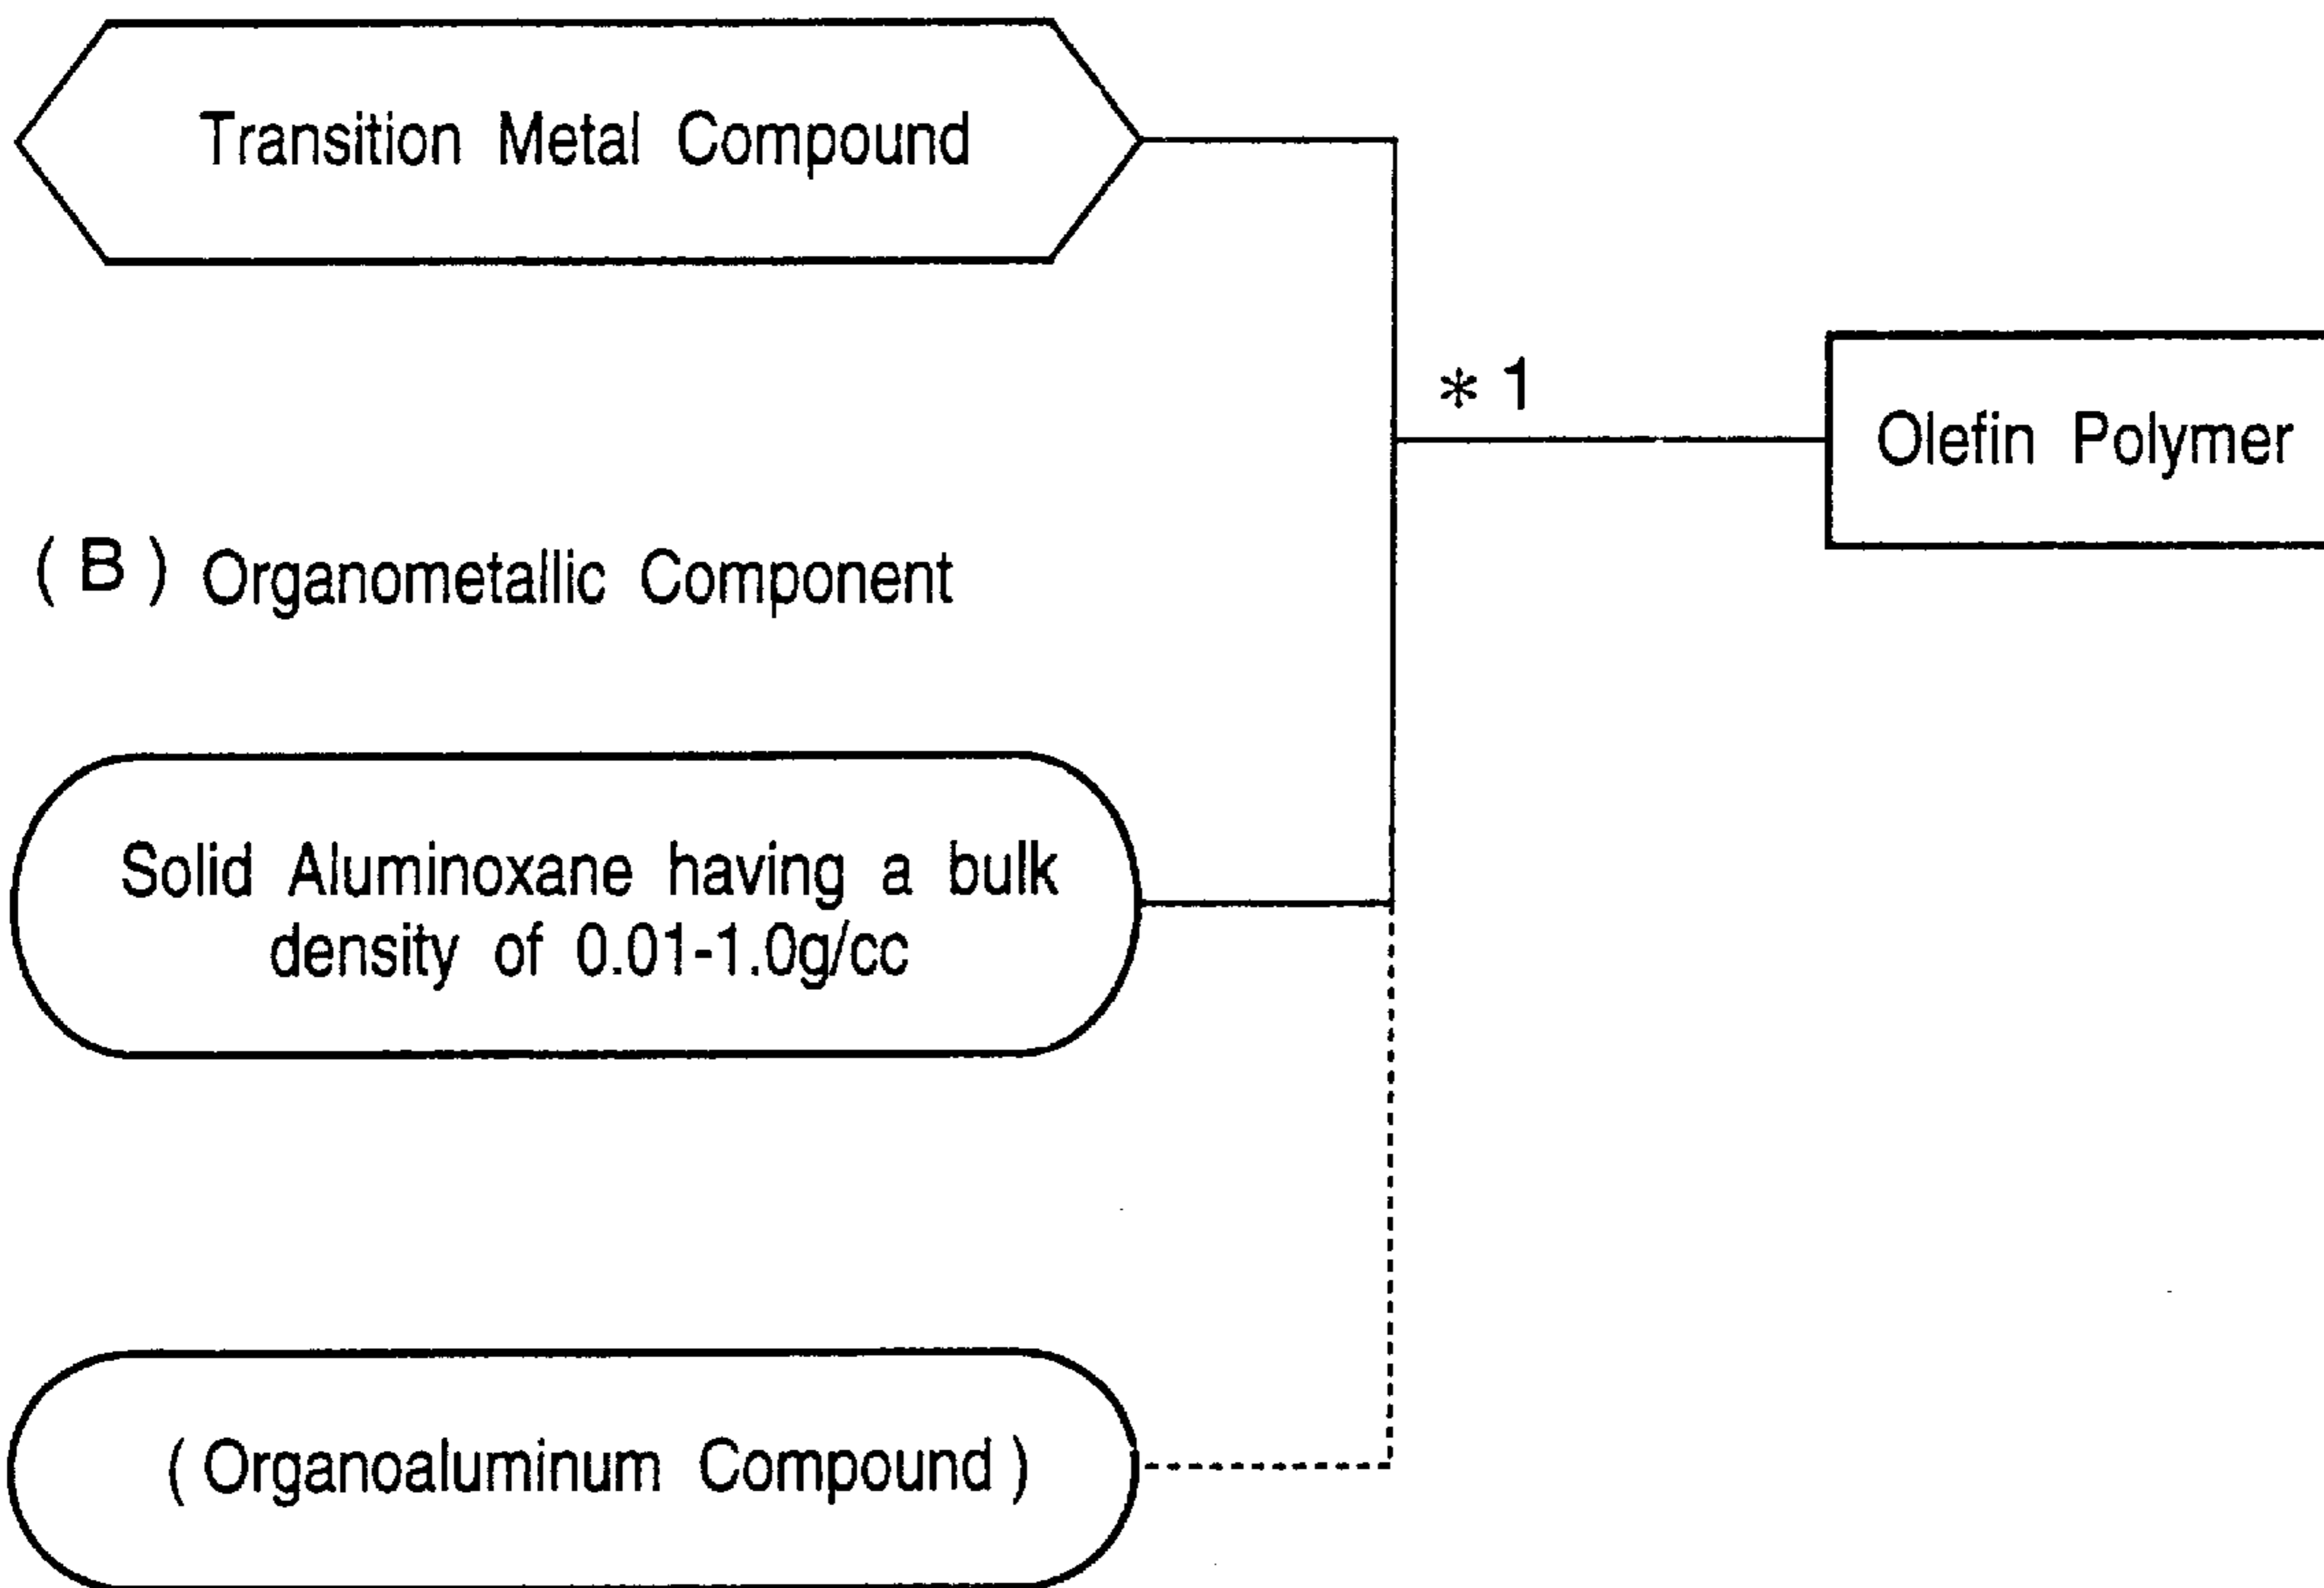 Transition Metal Compound
*1
Olefin Polymer
(B) Organometallic Component
Solid Aluminoxane having a bulk
density of 0.01-1.0g/cc
(Organoaluminum Compound)